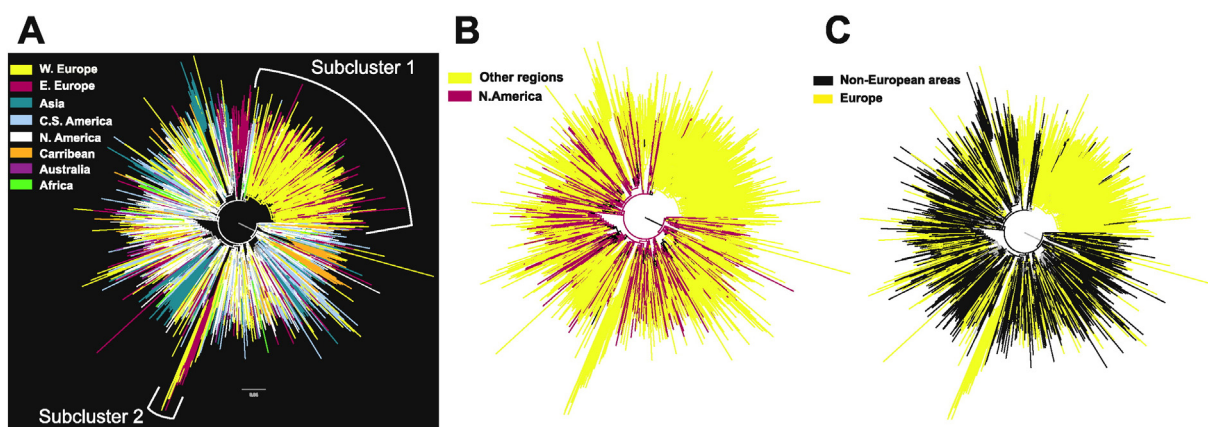 A
W. Europe
E. Europe
Asia
C.S. America
N. America
Carribean
Australia
Africa
Subcluster 1
Subcluster 2
B
Other regions
N.America
C
Non-European areas
Europe